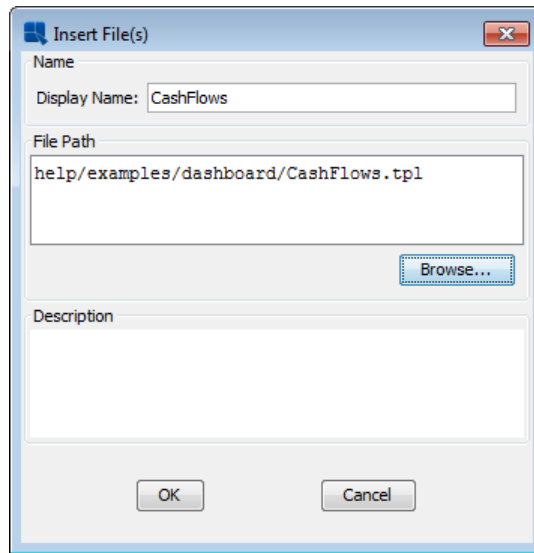 Insert File(s)
Name
Display Name: CashFlows
File Path
help/examples/dashboard/CashFlows.tpl
Browse...
Description
OK Cancel